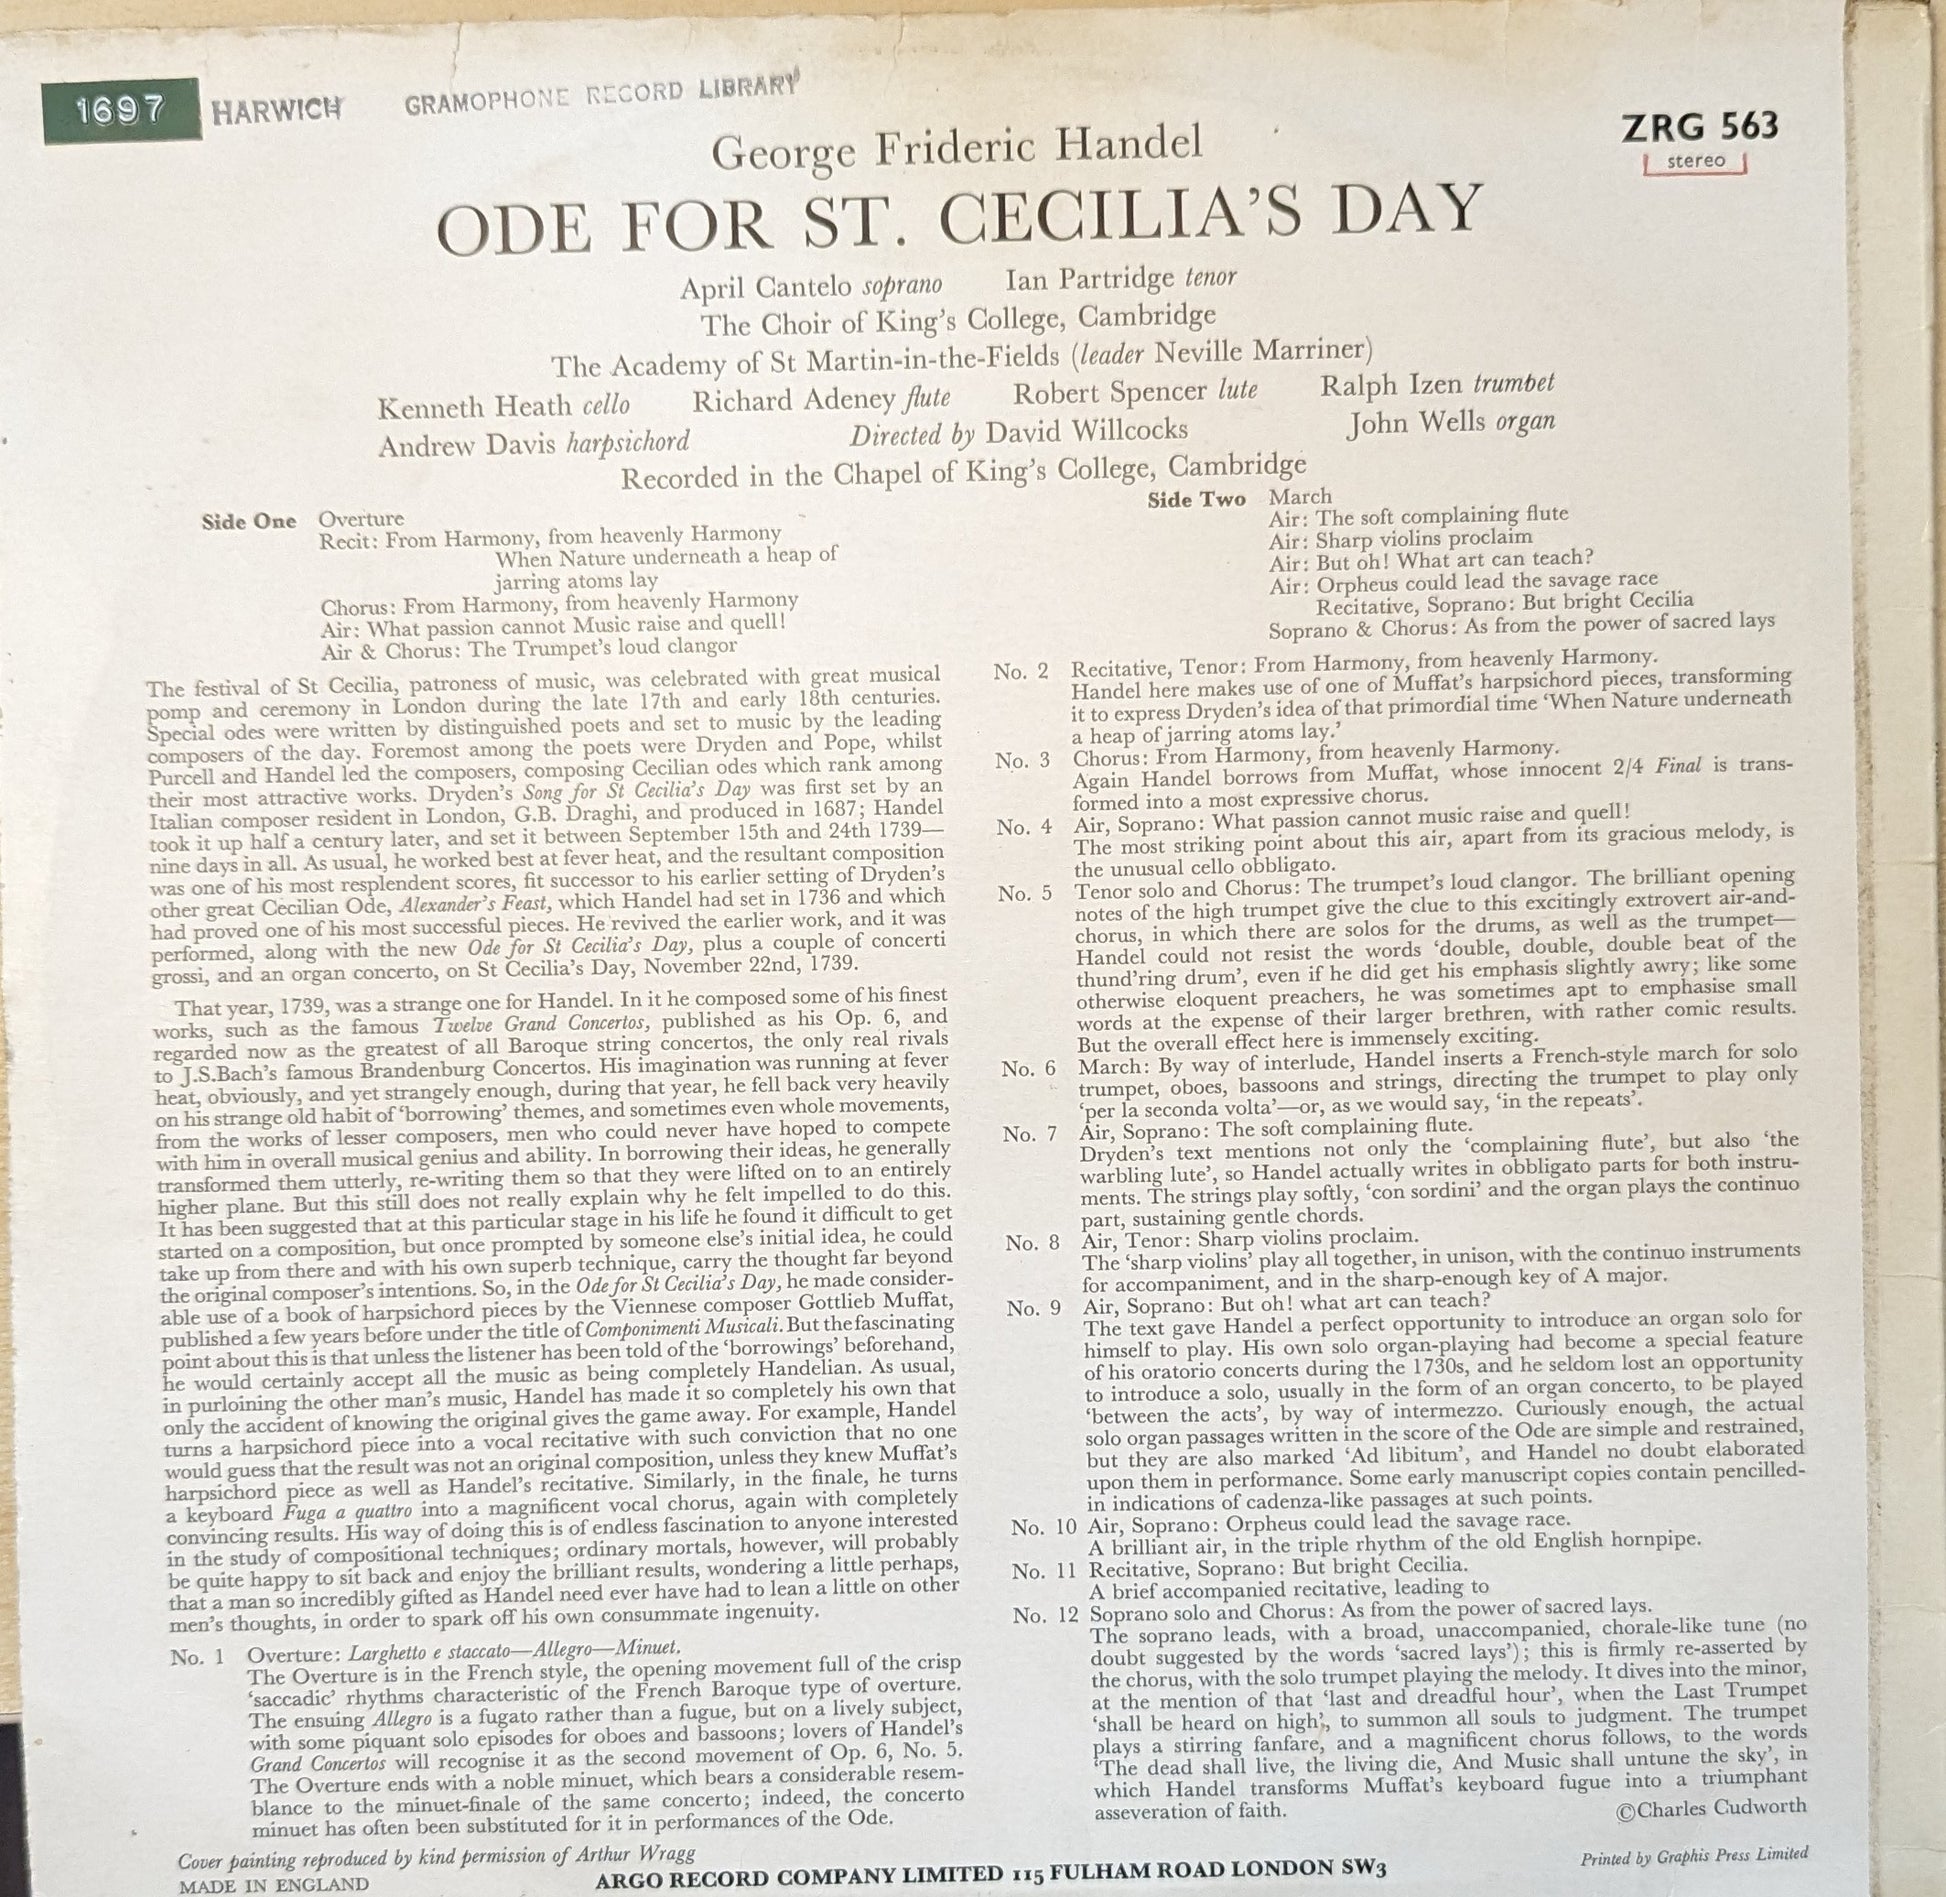 1697 HARWICH GRAMOPHONE RECORD LIBRARY
ZRG 563
stereo
George Frideric Handel
ODE FOR ST. CECILIA'S DAY
April Cantelo soprano Ian Partridge tenor
The Choir of King's College, Cambridge
The Academy of St Martin-in-the-Fields (leader Neville Marriner)
Kenneth Heath cello Richard Adeney flute Robert Spencer lute Ralph Izen trumbet
Andrew Davis harpsichord Directed by David Willcocks John Wells organ
Recorded in the Chapel of King's College, Cambridge
Side One Overture
Recit: From Harmony, from heavenly Harmony
When Nature underneath a heap of
jarring atoms lay
Chorus: From Harmony, from heavenly Harmony
Air: What passion cannot Music raise and quell!
Air & Chorus: The Trumpet's loud clangor
Side Two March
Air: The soft complaining flute
Air: Sharp violins proclaim
Air: But oh! What art can teach?
Air: Orpheus could lead the savage race
Recitative, Soprano: But bright Cecilia
Soprano & Chorus: As from the power of sacred lays
The festival of St Cecilia, patroness of music, was celebrated with great musical
pomp and ceremony in London during the late 17th and early 18th centuries.
Special odes were written by distinguished poets and set to music by the leading
composers of the day. Foremost among the poets were Dryden and Pope, whilst
Purcell and Handel led the composers, composing Cecilian odes which rank among
their most attractive works. Dryden's Song for St Cecilia's Day was first set by an
Italian composer resident in London, G.B. Draghi, and produced in 1687; Handel
took it up half a century later, and set it between September 15th and 24th 1739—
nine days in all. As usual, he worked best at fever heat, and the resultant composition
was one of his most resplendent scores, fit successor to his earlier setting of Dryden's
other great Cecilian Ode, Alexander's Feast, which Handel had set in 1736 and which
had proved one of his most successful pieces. He revived the earlier work, and it was
performed, along with the new Ode for St Cecilia's Day, plus a couple of concerti
grossi, and an organ concerto, on St Cecilia's Day, November 22nd, 1739.
That year, 1739, was a strange one for Handel. In it he composed some of his finest
works, such as the famous Twelve Grand Concertos, published as his Op. 6, and
regarded now as the greatest of all Baroque string concertos, the only real rivals
to J.S.Bach's famous Brandenburg Concertos. His imagination was running at fever
heat, obviously, and yet strangely enough, during that year, he fell back very heavily
on his strange old habit of 'borrowing' themes, and sometimes even whole movements,
from the works of lesser composers, men who could never have hoped to compete
with him in overall musical genius and ability. In borrowing their ideas, he generally
transformed them utterly, re-writing them so that they were lifted on to an entirely
higher plane. But this still does not really explain why he felt impelled to do this.
It has been suggested that at this particular stage in his life he found it difficult to get
started on a composition, but once prompted by someone else's initial idea, he could
take up from there and with his own superb technique, carry the thought far beyond
the original composer's intentions. So, in the Ode for St Cecilia's Day, he made consider-
able use of a book of harpsichord pieces by the Viennese composer Gottlieb Muffat,
published a few years before under the title of Componimenti Musicali. But the fascinating
point about this is that unless the listener has been told of the 'borrowings' beforehand,
he would certainly accept all the music as being completely Handelian. As usual,
in purloining the other man's music, Handel has made it so completely his own that
only the accident of knowing the original gives the game away. For example, Handel
turns a harpsichord piece into a vocal recitative with such conviction that no one
would guess that the result was not an original composition, unless they knew Muffat's
harpsichord piece as well as Handel's recitative. Similarly, in the finale, he turns
a keyboard Fuga a quattro into a magnificent vocal chorus, again with completely
convincing results. His way of doing this is of endless fascination to anyone interested
in the study of compositional techniques; ordinary mortals, however, will probably
be quite happy to sit back and enjoy the brilliant results, wondering a little perhaps,
that a man so incredibly gifted as Handel need ever have had to lean a little on other
men's thoughts, in order to spark off his own consummate ingenuity.
No. 1 Overture: Larghetto e staccato—Allegro—Minuet.
The Overture is in the French style, the opening movement full of the crisp
'saccadic' rhythms characteristic of the French Baroque type of overture.
The ensuing Allegro is a fugato rather than a fugue, but on a lively subject,
with some piquant solo episodes for oboes and bassoons; lovers of Handel's
Grand Concertos will recognise it as the second movement of Op. 6, No. 5.
The Overture ends with a noble minuet, which bears a considerable resem-
blance to the minuet-finale of the same concerto; indeed, the concerto
minuet has often been substituted for it in performances of the Ode.
No. 2 Recitative, Tenor: From Harmony, from heavenly Harmony.
Handel here makes use of one of Muffat's harpsichord pieces, transforming
it to express Dryden's idea of that primordial time 'When Nature underneath
a heap of jarring atoms lay.'
No. 3 Chorus: From Harmony, from heavenly Harmony.
Again Handel borrows from Muffat, whose innocent 2/4 Final is trans-
formed into a most expressive chorus.
No. 4 Air, Soprano: What passion cannot music raise and quell!
The most striking point about this air, apart from its gracious melody, is
the unusual cello obbligato.
No. 5 Tenor solo and Chorus: The trumpet's loud clangor. The brilliant opening
notes of the high trumpet give the clue to this excitingly extrovert air-and-
chorus, in which there are solos for the drums, as well as the trumpet—
Handel could not resist the words 'double, double, double beat of the
thund'ring drum', even if he did get his emphasis slightly awry; like some
otherwise eloquent preachers, he was sometimes apt to emphasise small
words at the expense of their larger brethren, with rather comic results.
But the overall effect here is immensely exciting.
No. 6 March: By way of interlude, Handel inserts a French-style march for solo
trumpet, oboes, bassoons and strings, directing the trumpet to play only
'per la seconda volta'—or, as we would say, 'in the repeats'.
No. 7 Air, Soprano: The soft complaining flute.
Dryden's text mentions not only the 'complaining flute', but also 'the
warbling lute', so Handel actually writes in obbligato parts for both instru-
ments. The strings play softly, 'con sordini' and the organ plays the continuo
part, sustaining gentle chords.
No. 8 Air, Tenor: Sharp violins proclaim.
The 'sharp violins' play all together, in unison, with the continuo instruments
for accompaniment, and in the sharp-enough key of A major.
No. 9 Air, Soprano: But oh! what art can teach?
The text gave Handel a perfect opportunity to introduce an organ solo for
himself to play. His own solo organ-playing had become a special feature
of his oratorio concerts during the 1730s, and he seldom lost an opportunity
to introduce a solo, usually in the form of an organ concerto, to be played
'between the acts', by way of intermezzo. Curiously enough, the actual
solo organ passages written in the score of the Ode are simple and restrained,
but they are also marked 'Ad libitum', and Handel no doubt elaborated
upon them in performance. Some early manuscript copies contain pencilled-
in indications of cadenza-like passages at such points.
No. 10 Air, Soprano: Orpheus could lead the savage race.
A brilliant air, in the triple rhythm of the old English hornpipe.
No. 11 Recitative, Soprano: But bright Cecilia.
A brief accompanied recitative, leading to
No. 12 Soprano solo and Chorus: As from the power of sacred lays.
The soprano leads, with a broad, unaccompanied, chorale-like tune (no
doubt suggested by the words 'sacred lays'); this is firmly re-asserted by
the chorus, with the solo trumpet playing the melody. It dives into the minor,
at the mention of that 'last and dreadful hour', when the Last Trumpet
'shall be heard on high', to summon all souls to judgment. The trumpet
plays a stirring fanfare, and a magnificent chorus follows, to the words
'The dead shall live, the living die, And Music shall untune the sky', in
which Handel transforms Muffat's keyboard fugue into a triumphant
asseveration of faith. ©Charles Cudworth
Cover painting reproduced by kind permission of Arthur Wragg
MADE IN ENGLAND
ARGO RECORD COMPANY LIMITED 115 FULHAM ROAD LONDON SW3
Printed by Graphis Press Limited